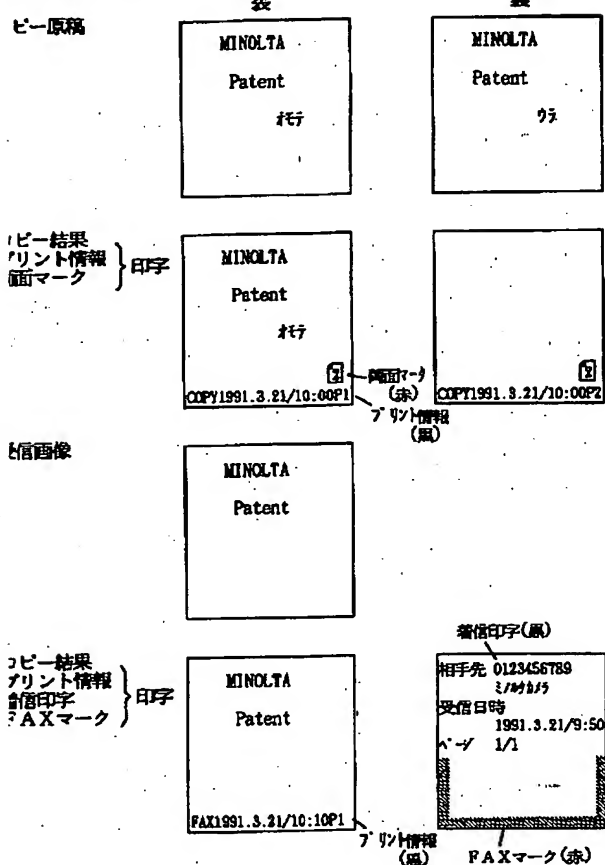 表 裏
ピー原稿
MINOLTA MINOLTA
Patent Patent
オモテ ウラ
コピー結果
プリント情報
両面マーク
印字
MINOLTA
Patent
オモテ
両面マーク
(赤)
COPY1991.3.21/10:00P1 COPY1991.3.21/10:00P2
プリント情報
(黒)
受信画像
MINOLTA
Patent
着信印字(黒)
コピー結果
プリント情報
着信印字
FAXマーク
印字
MINOLTA
Patent
相手先 0123456789
ミノルタカメラ
受信日時
1991.3.21/9:50
ページ 1/1
FAX1991.3.21/10:10P1
プリント情報
(黒)
FAXマーク(赤)